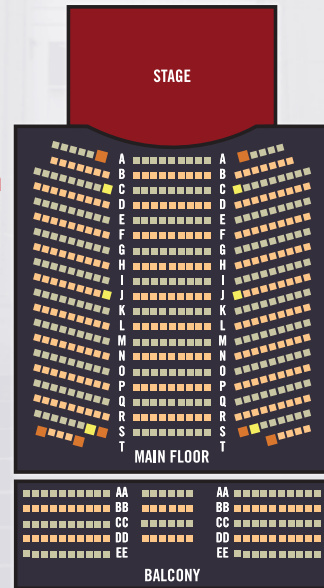 STAGE
A A
B B
C C
D D
E E
F F
G G
H H
I I
J J
K K
L L
M M
N N
O O
P P
Q Q
R R
S S
T T
MAIN FLOOR
AA AA
BB BB
CC CC
DD DD
EE EE
BALCONY